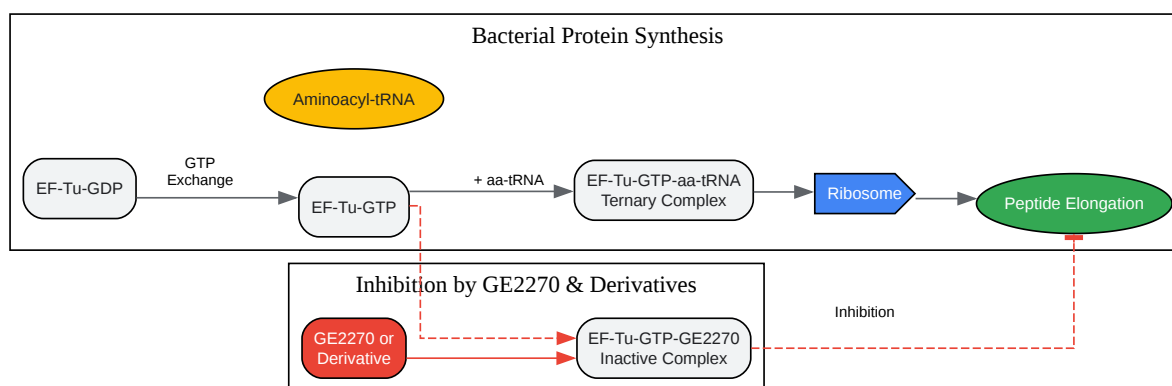 Bacterial Protein Synthesis
Aminoacyl-tRNA
EF-Tu-GDP
GTP
Exchange
EF-Tu-GTP
+ aa-tRNA
EF-Tu-GTP-aa-tRNA
Ternary Complex
Ribosome
Peptide Elongation
Inhibition by GE2270 & Derivatives
GE2270 or
Derivative
EF-Tu-GTP-GE2270
Inactive Complex
Inhibition